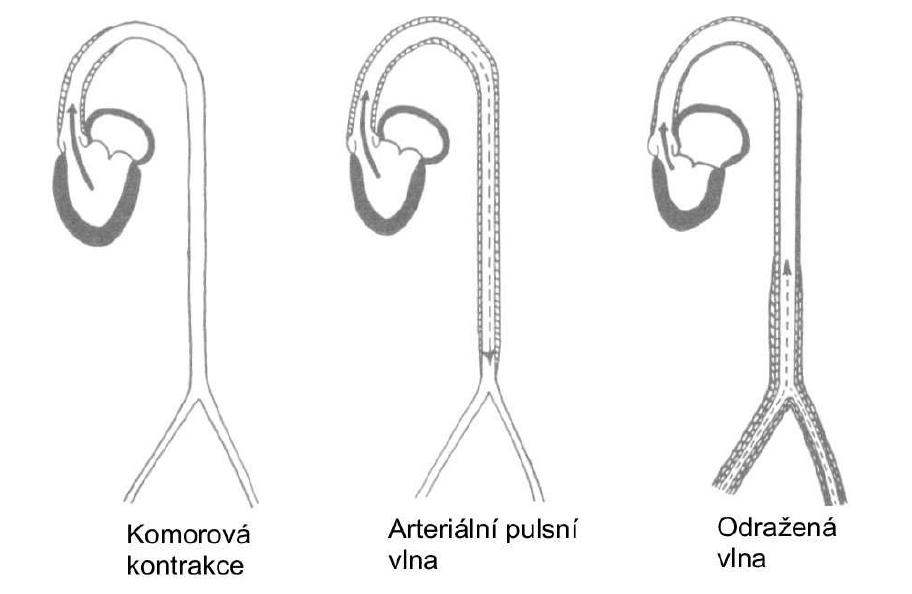 Komorová
kontrakce
Arteriální pulsní
vlna
Odražená
vlna